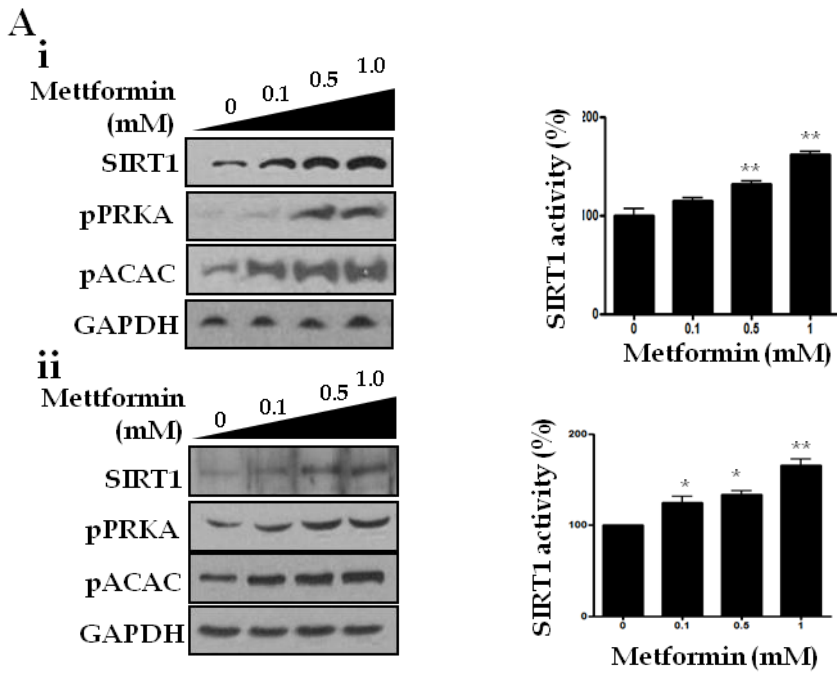 A
i
Mettformin
(mM)
0 0.1 0.5 1.0
SIRT1
pPRKA
pACAC
GAPDH
SIRT1 activity (%)
200
100
0
0 0.1 0.5 1
** **
Metformin (mM)
ii
Mettformin
(mM)
0 0.1 0.5 1.0
SIRT1
pPRKA
pACAC
GAPDH
SIRT1 activity (%)
200
100
0
0 0.1 0.5 1
* * **
Metformin (mM)